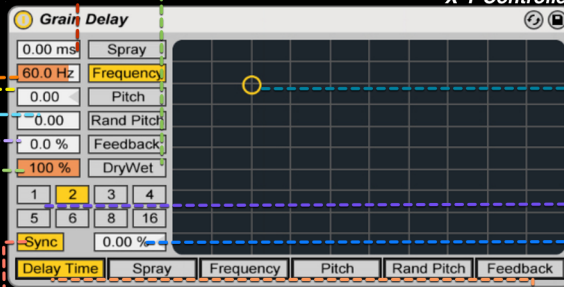 Grain Delay
0.00 ms Spray
60.0 Hz Frequency
0.00 Pitch
0.00 Rand Pitch
0.0 % Feedback
100 % DryWet
1 2 3 4
5 6 8 16
Sync 0.00 %
Delay Time Spray Frequency Pitch Rand Pitch Feedback